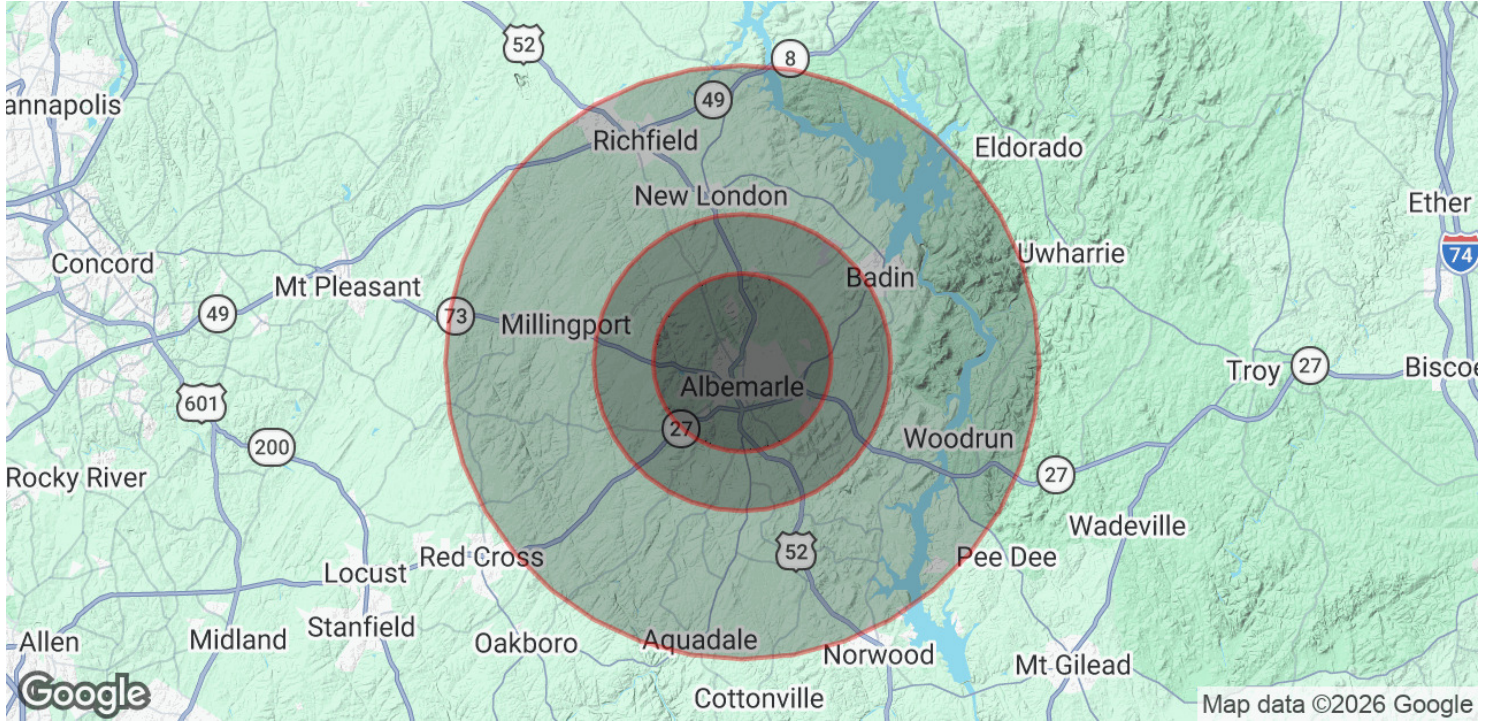 52
8
annapolis
49
Richfield
Eldorado
New London
Ether
Concord
Uwharrie
74
Mt Pleasant
Badin
49
73
Millingport
Troy
27
Biscoe
Albemarle
601
27
200
Woodrun
Rocky River
27
Wadeville
Red Cross
52
Pee Dee
Locust
Stanfield
Allen
Midland
Oakboro
Aquadale
Norwood
Mt Gilead
Cottonville
Google
Map data ©2026 Google